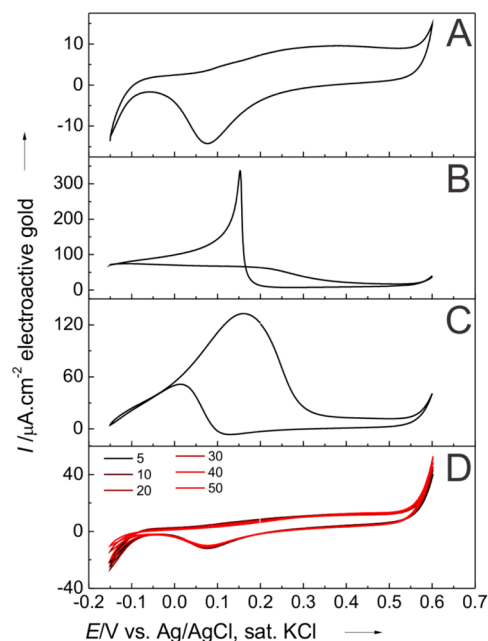 A
10
0
-10
B
300
200
100
0
C
120
60
0
D
5
10
20
30
40
50
40
0
-40
-0.2 -0.1 0.0 0.1 0.2 0.3 0.4 0.5 0.6 0.7
E/V vs. Ag/AgCl, sat. KCl
I /µA.cm⁻² electroactive gold